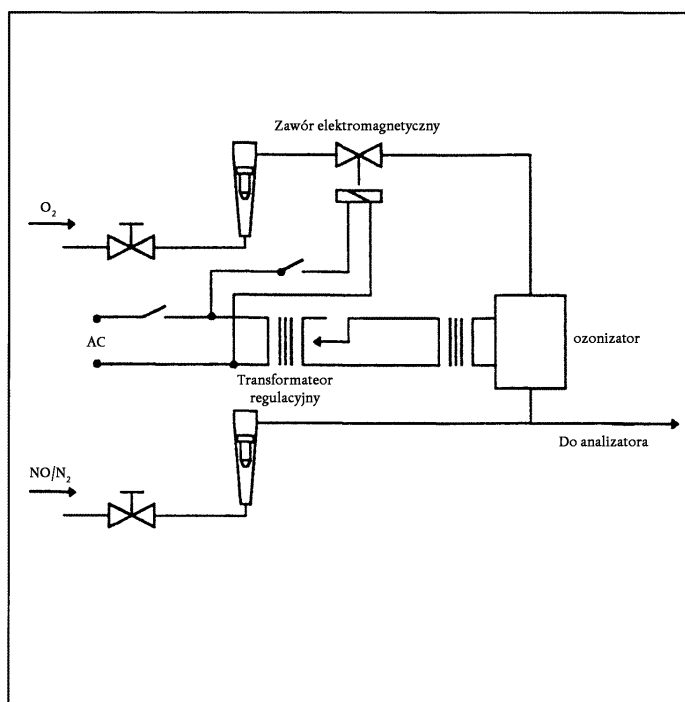 Zawór elektromagnetyczny
O₂
AC
ozonizator
Transformateor
regulacyjny
Do analizatora
NO/N₂